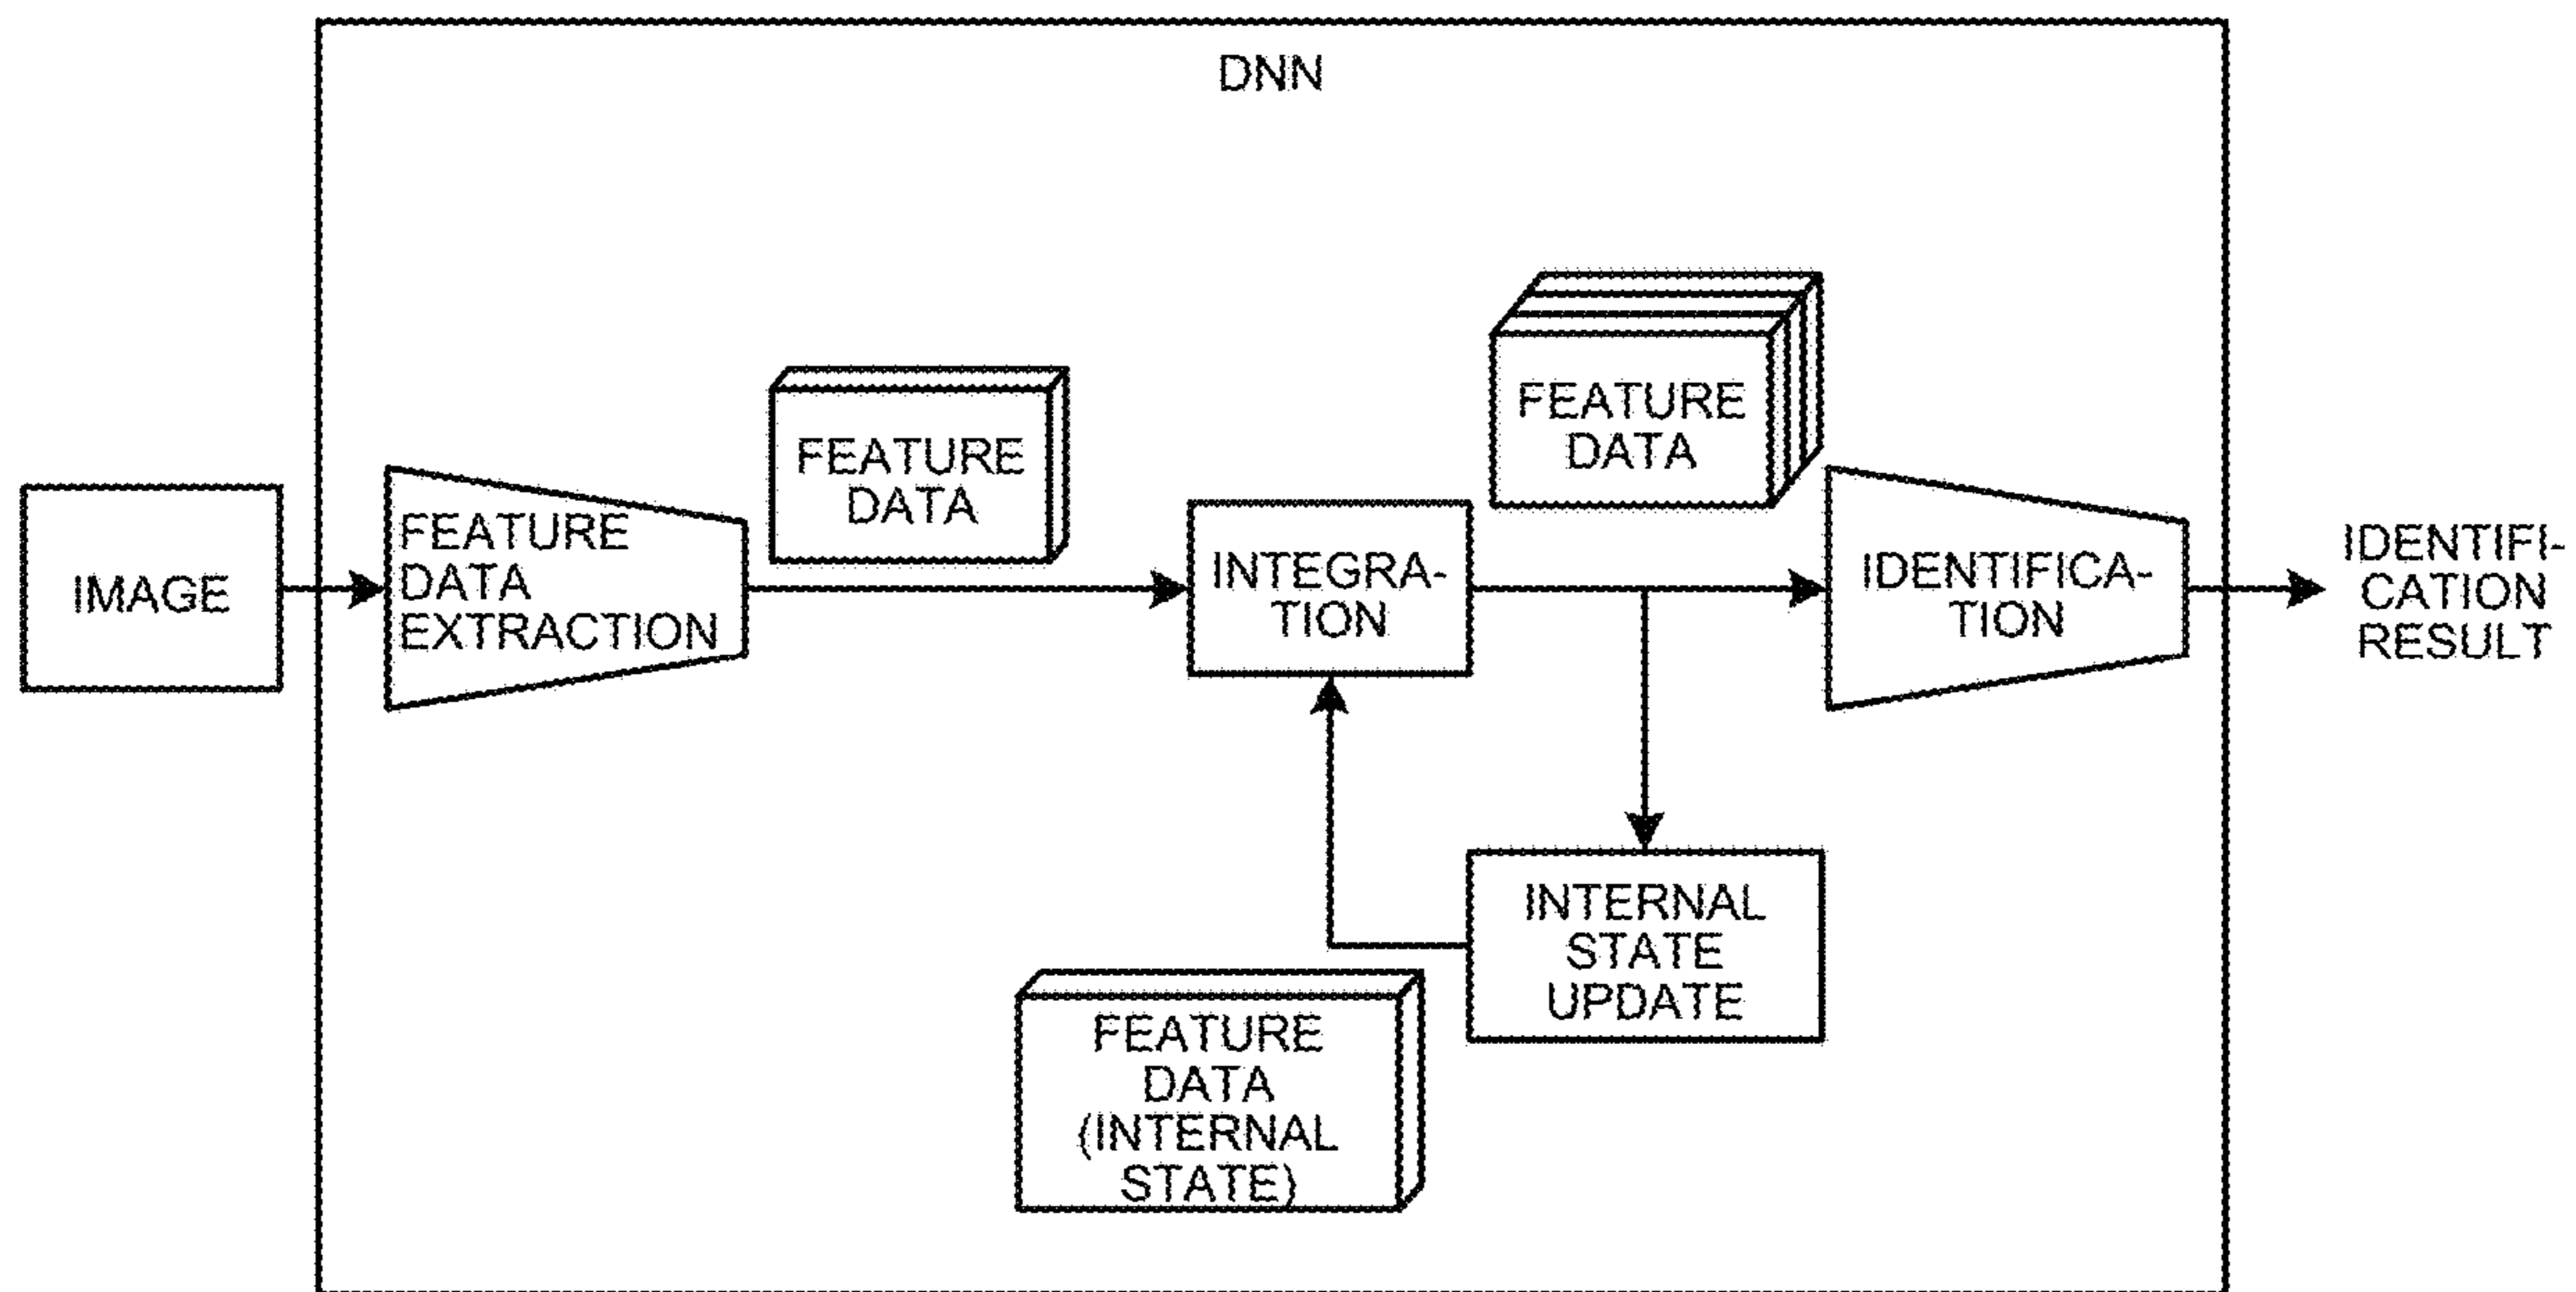 DNN
IMAGE
FEATURE
DATA
EXTRACTION
FEATURE
DATA
INTEGRA-
TION
FEATURE
DATA
IDENTIFICA-
TION
IDENTIFI-
CATION
RESULT
INTERNAL
STATE
UPDATE
FEATURE
DATA
(INTERNAL
STATE)